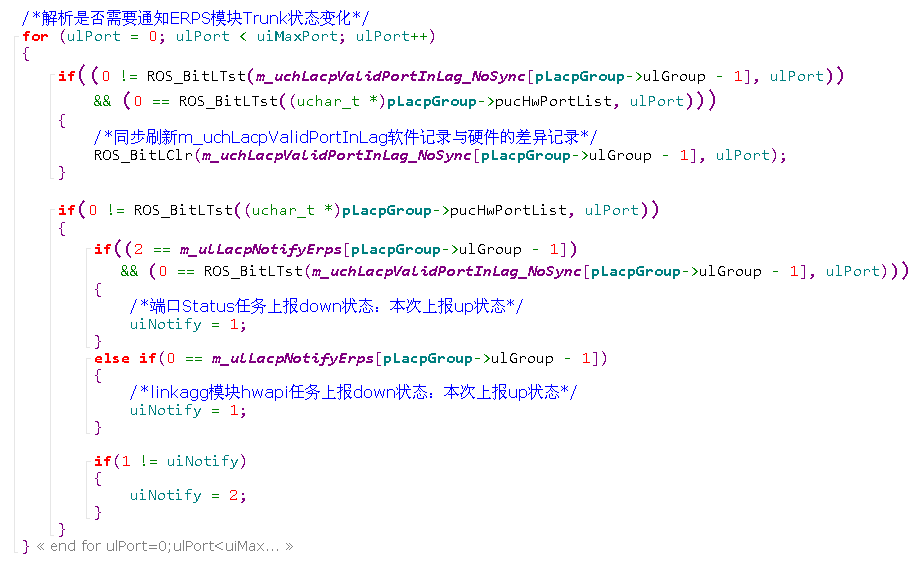 /*解析是否需要通知ERPS模块Trunk状态变化*/
for (ulPort = 0; ulPort < uiMaxPort; ulPort++)
{
if((0 != ROS_BitLTst(m_uchLacpValidPortInLag_NoSync[pLacpGroup->ulGroup - 1], ulPort))
&& (0 == ROS_BitLTst((uchar_t *)pLacpGroup->pucHwPortList, ulPort)))
{
/*同步刷新m_uchLacpValidPortInLag软件记录与硬件的差异记录*/
ROS_BitLClr(m_uchLacpValidPortInLag_NoSync[pLacpGroup->ulGroup - 1], ulPort);
}
if(0 != ROS_BitLTst((uchar_t *)pLacpGroup->pucHwPortList, ulPort))
{
if((2 == m_ulLacpNotifyErps[pLacpGroup->ulGroup - 1])
&& (0 == ROS_BitLTst(m_uchLacpValidPortInLag_NoSync[pLacpGroup->ulGroup - 1], ulPort)))
{
/*端口Status任务上报down状态：本次上报up状态*/
uiNotify = 1;
}
else if(0 == m_ulLacpNotifyErps[pLacpGroup->ulGroup - 1])
{
/*linkagg模块hwapi任务上报down状态：本次上报up状态*/
uiNotify = 1;
}
if(1 != uiNotify)
{
uiNotify = 2;
}
}
} « end for ulPort=0;ulPort<uiMax... »